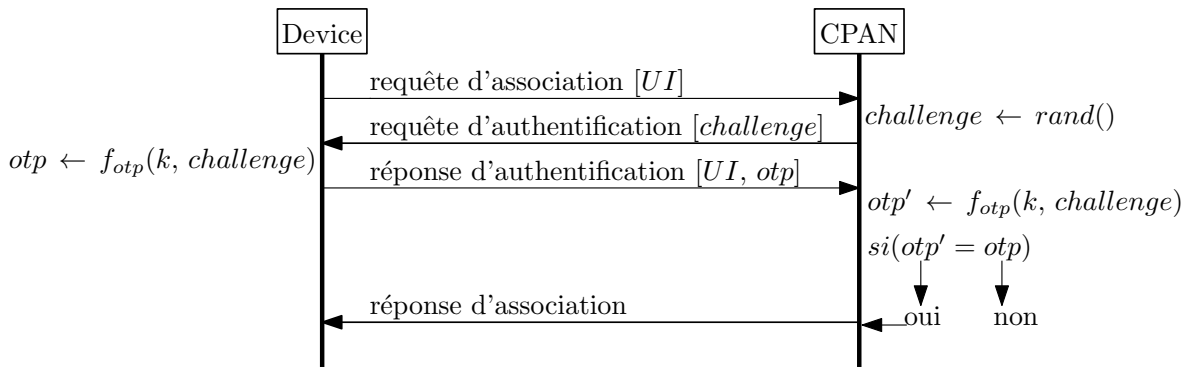 Device
CPAN
requête d'association [UI]
challenge ← rand()
requête d'authentification [challenge]
otp ← f_otp(k, challenge)
réponse d'authentification [UI, otp]
otp′ ← f_otp(k, challenge)
si(otp′ = otp)
réponse d'association
oui
non